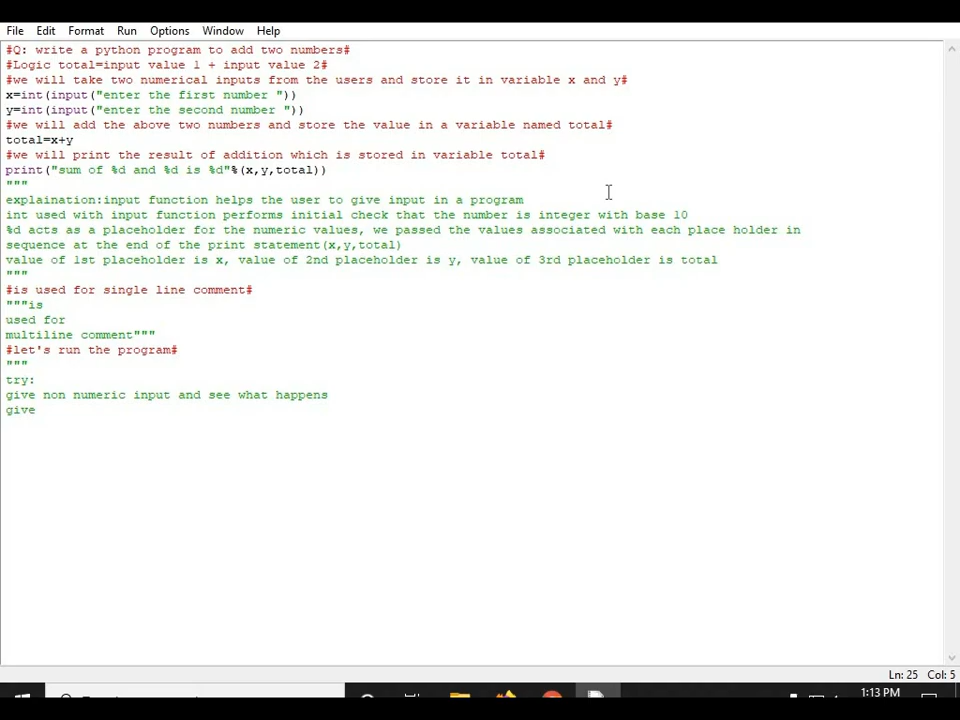 File Edit Format Run Options Window Help
#Q: write a python program to add two numbers#
#Logic total=input value 1 + input value 2#
#we will take two numerical inputs from the users and store it in variable x and y#
x=int(input("enter the first number "))
y=int(input("enter the second number "))
#we will add the above two numbers and store the value in a variable named total#
total=x+y
#we will print the result of addition which is stored in variable total#
print("sum of %d and %d is %d"%(x,y,total))
"""
explaination:input function helps the user to give input in a program
int used with input function performs initial check that the number is integer with base 10
%d acts as a placeholder for the numeric values, we passed the values associated with each place holder in
sequence at the end of the print statement(x,y,total)
value of 1st placeholder is x, value of 2nd placeholder is y, value of 3rd placeholder is total
"""
#is used for single line comment#
"""is
used for
multiline comment"""
#let's run the program#
"""
try:
give non numeric input and see what happens
give
Ln: 25 Col: 5
1:13 PM